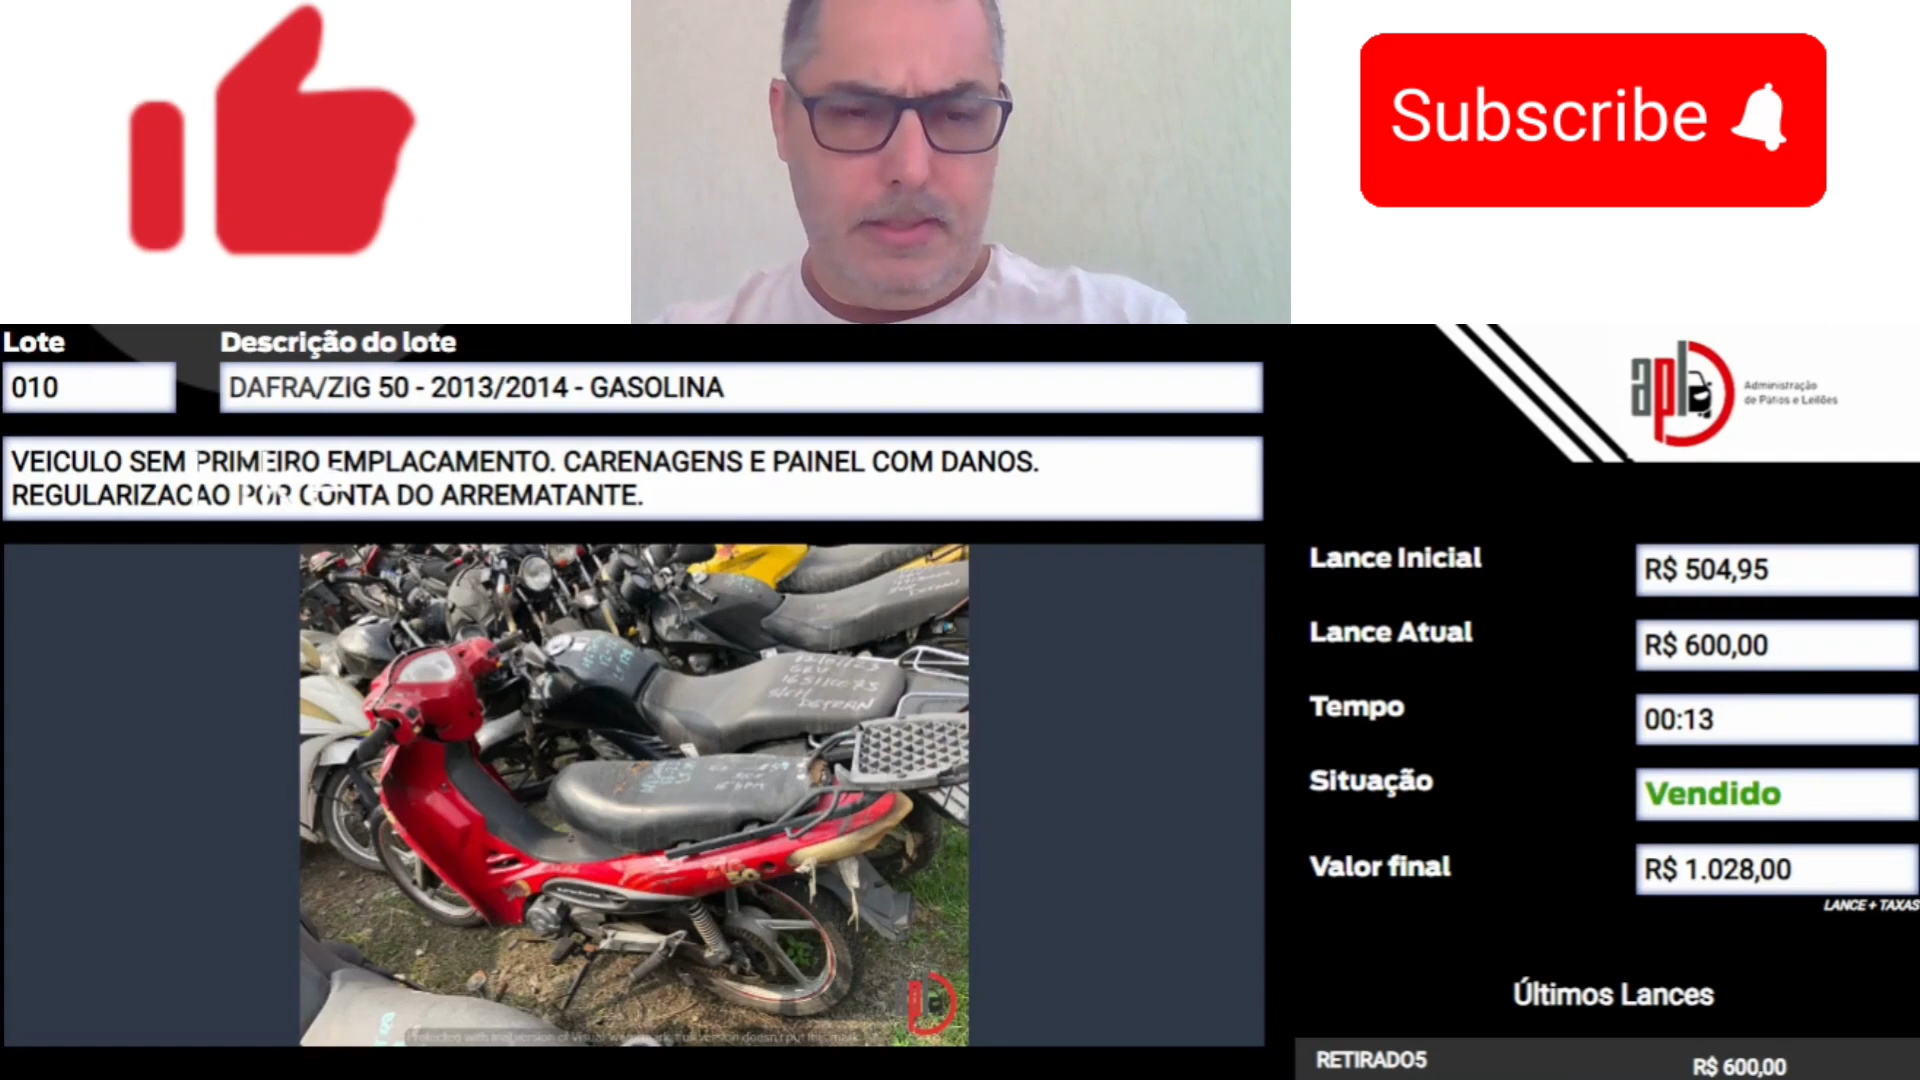 Subscribe
Lote
Descrição do lote
010
DAFRA/ZIG 50 - 2013/2014 - GASOLINA
apl
Administração
de Pátios e Leilões
VEICULO SEM PRIMEIRO EMPLACAMENTO. CARENAGENS E PAINEL COM DANOS.
REGULARIZACAO POR CONTA DO ARREMATANTE.
Lance Inicial
R$ 504,95
Lance Atual
R$ 600,00
Tempo
00:13
Situação
Vendido
Valor final
R$ 1.028,00
LANCE + TAXAS
DETRAN
Últimos Lances
RETIRADO5
R$ 600,00